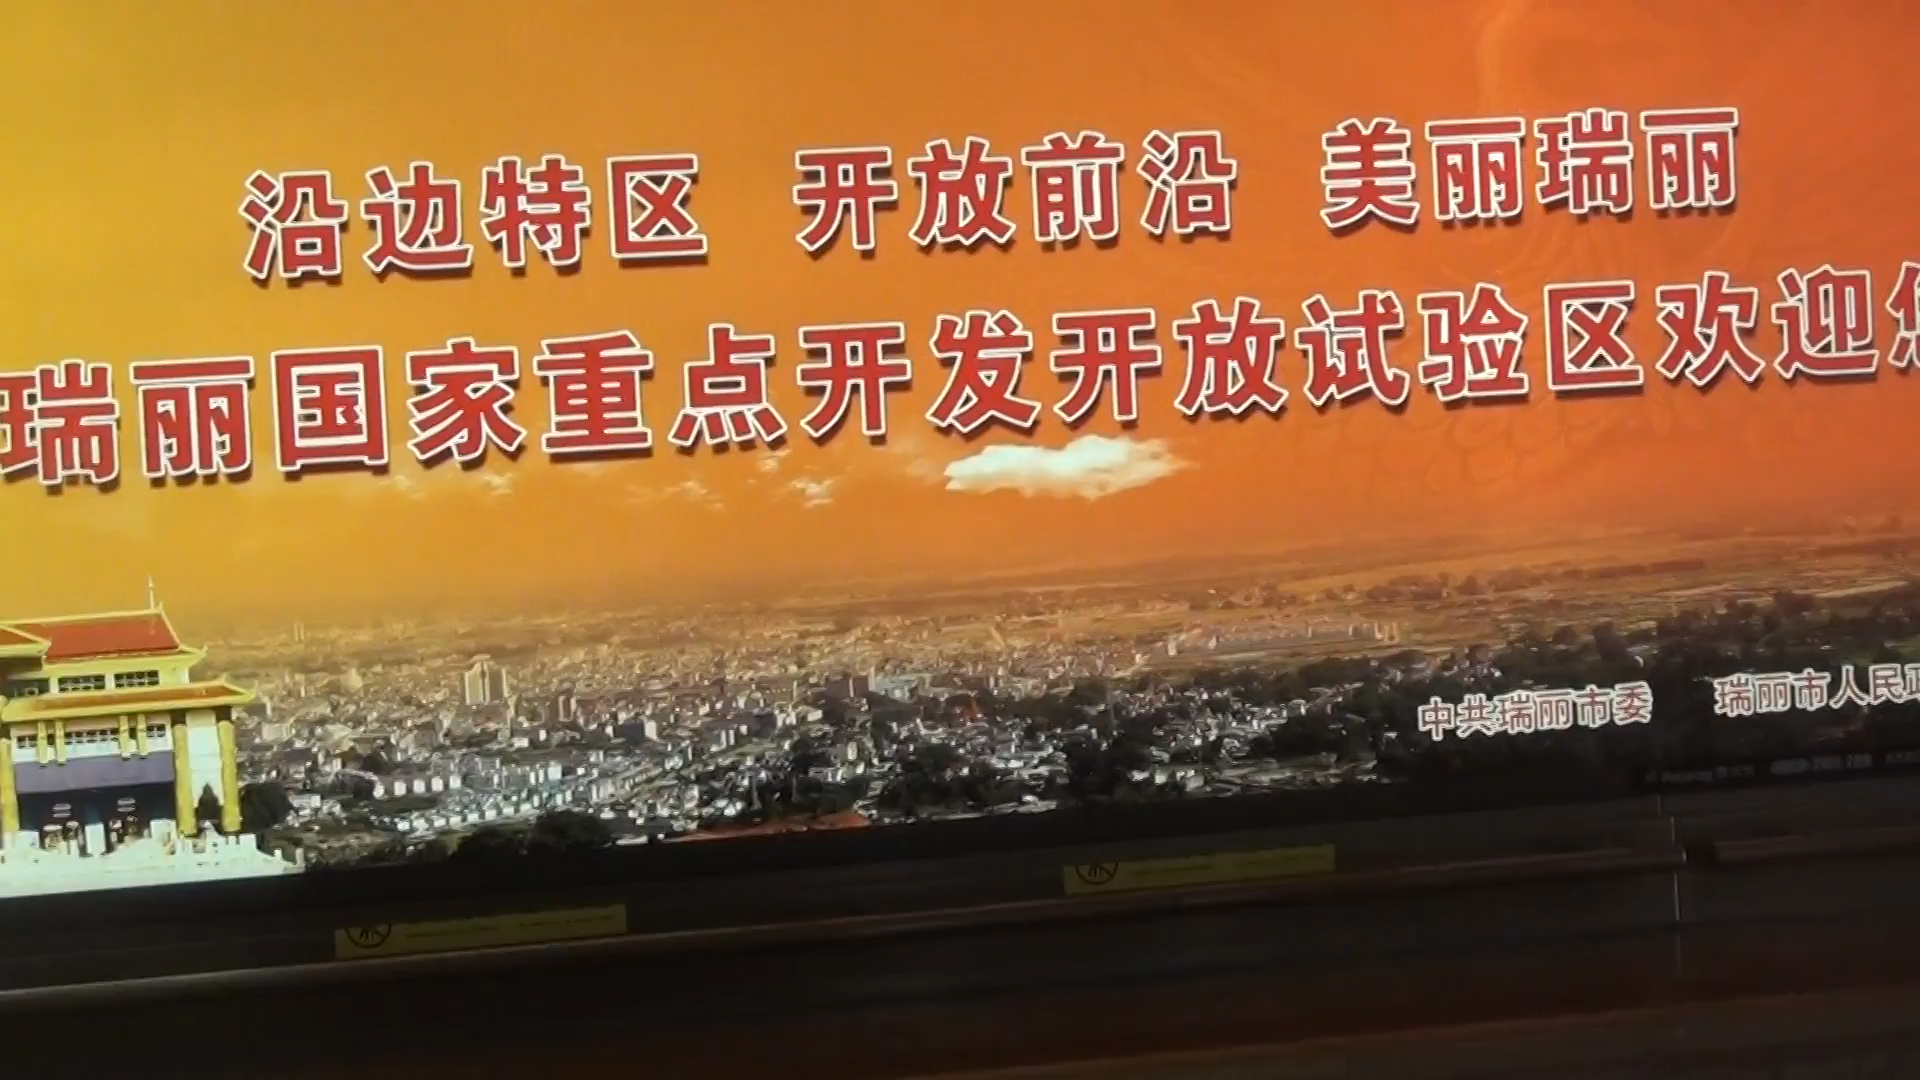 沿边特区 开放前沿 美丽瑞丽
瑞丽国家重点开发开放试验区欢迎您
中共瑞丽市委 瑞丽市人民政